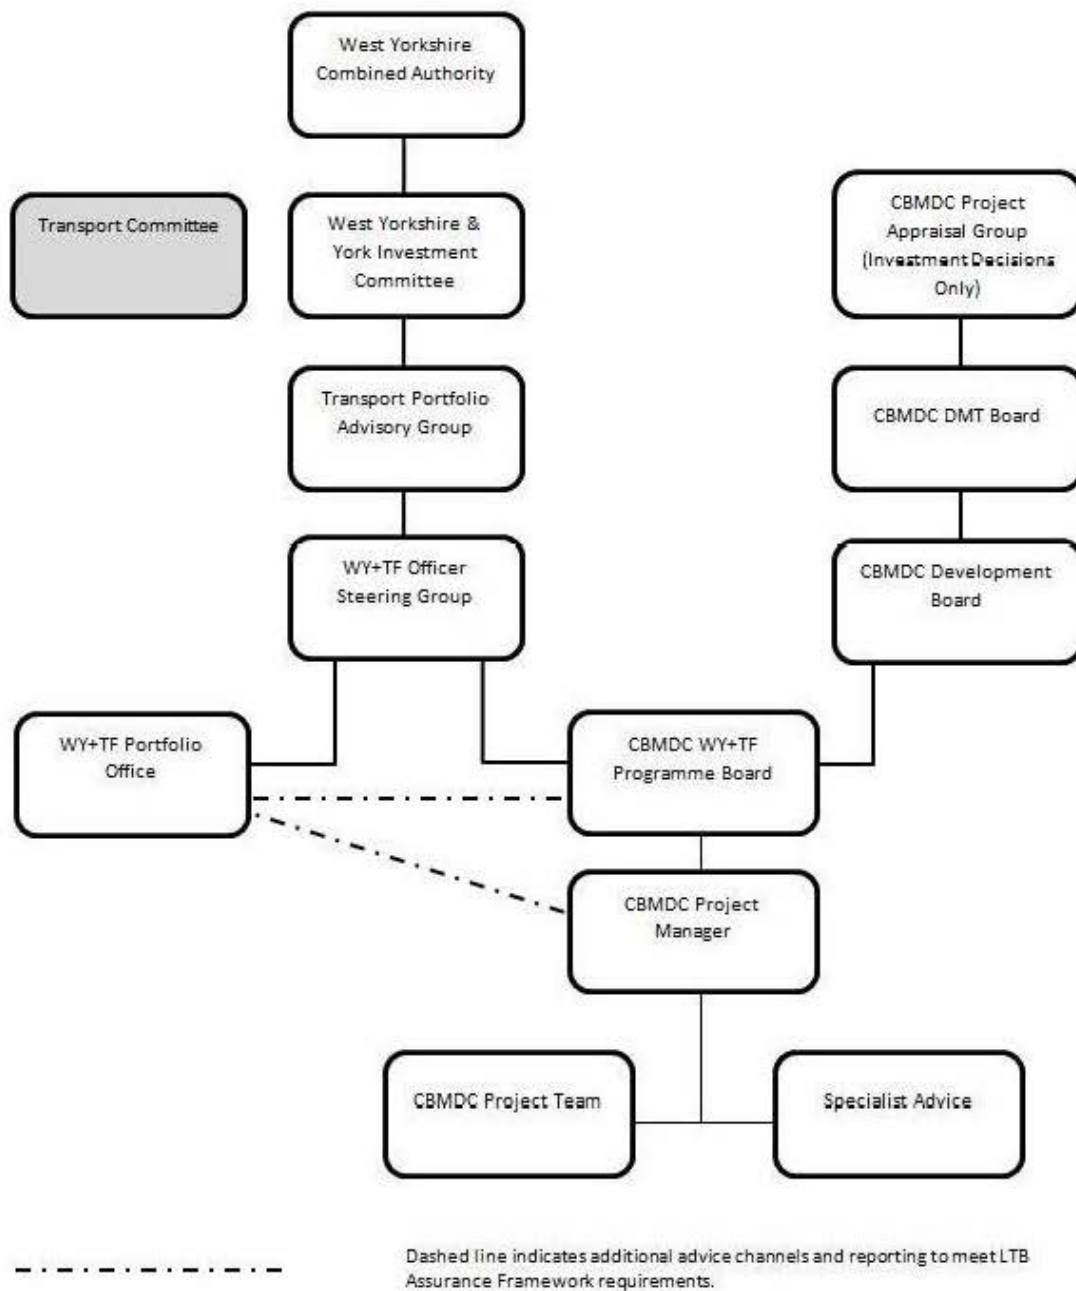 West Yorkshire
Combined Authority
Transport Committee
West Yorkshire &
York Investment
Committee
CBMDC Project
Appraisal Group
(Investment Decisions
Only)
Transport Portfolio
Advisory Group
CBMDC DMT Board
WY+TF Officer
Steering Group
CBMDC Development
Board
WY+TF Portfolio
Office
CBMDC WY+TF
Programme Board
CBMDC Project
Manager
CBMDC Project Team
Specialist Advice
Dashed line indicates additional advice channels and reporting to meet LTB
Assurance Framework requirements.